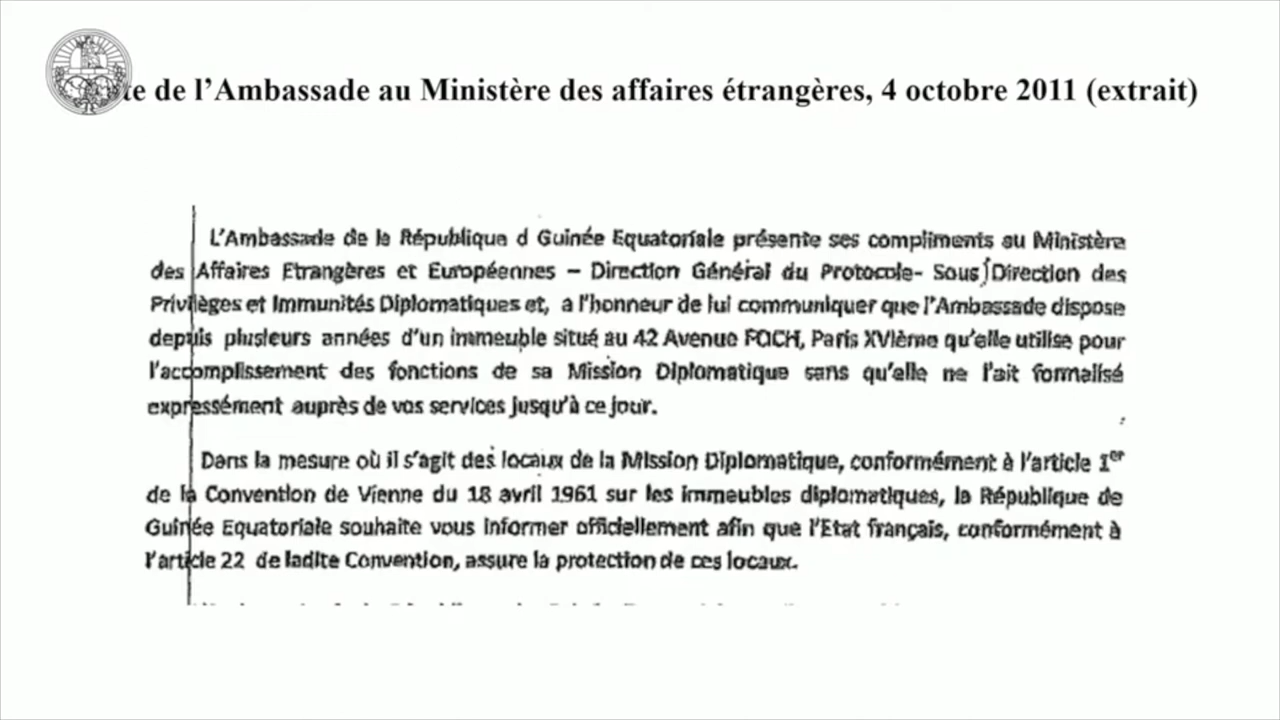 te de l’Ambassade au Ministère des affaires étrangères, 4 octobre 2011 (extrait)
L’Ambassade de la République d Guinée Equatoriale présente ses compliments au Ministère
des Affaires Etrangères et Européennes – Direction Général du Protocole- Sous Direction des
Privilèges et Immunités Diplomatiques et, a l’honneur de lui communiquer que l’Ambassade dispose
depuis plusieurs années d’un immeuble situé au 42 Avenue FOCH, Paris XVIème qu’elle utilise pour
l’accomplissement des fonctions de sa Mission Diplomatique sans qu’elle ne l’ait formalisé
expressément auprès de vos services jusqu’à ce jour.
Dans la mesure où il s’agit des locaux de la Mission Diplomatique, conformément à l’article 1er
de la Convention de Vienne du 18 avril 1961 sur les immeubles diplomatiques, la République de
Guinée Equatoriale souhaite vous informer officiellement afin que l’Etat français, conformément à
l’article 22 de ladite Convention, assure la protection de ces locaux.